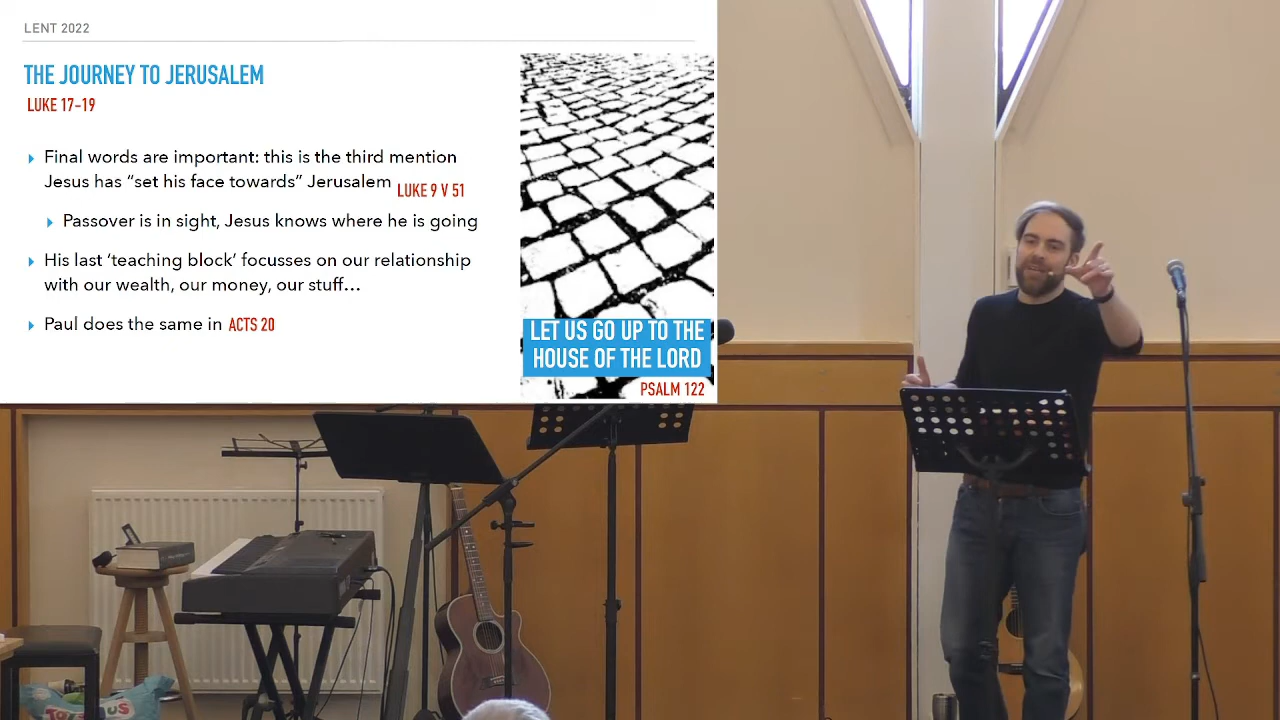 LENT 2022
THE JOURNEY TO JERUSALEM
LUKE 17-19
Final words are important: this is the third mention
Jesus has “set his face towards” Jerusalem LUKE 9 V 51
Passover is in sight, Jesus knows where he is going
His last ‘teaching block’ focusses on our relationship
with our wealth, our money, our stuff…
Paul does the same in ACTS 20
LET US GO UP TO THE
HOUSE OF THE LORD
PSALM 122